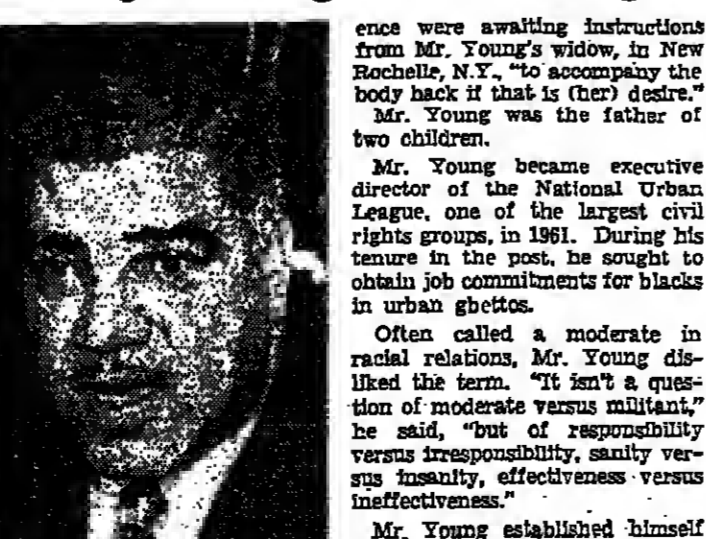 ence were awaiting instructions
from Mr. Young's widow, in New
Rochelle, N.Y., "to accompany the
body back if that is (her) desire."
Mr. Young was the father of
two children.
Mr. Young became executive
director of the National Urban
League, one of the largest civil
rights groups, in 1961. During his
tenure in the post, he sought to
obtain job commitments for blacks
in urban ghettos.
Often called a moderate in
racial relations, Mr. Young dis-
liked the term. "It isn't a ques-
tion of moderate versus militant,"
he said, "but of responsibility
versus irresponsibility, sanity ver-
sus insanity, effectiveness versus
ineffectiveness."
Mr. Young established himself